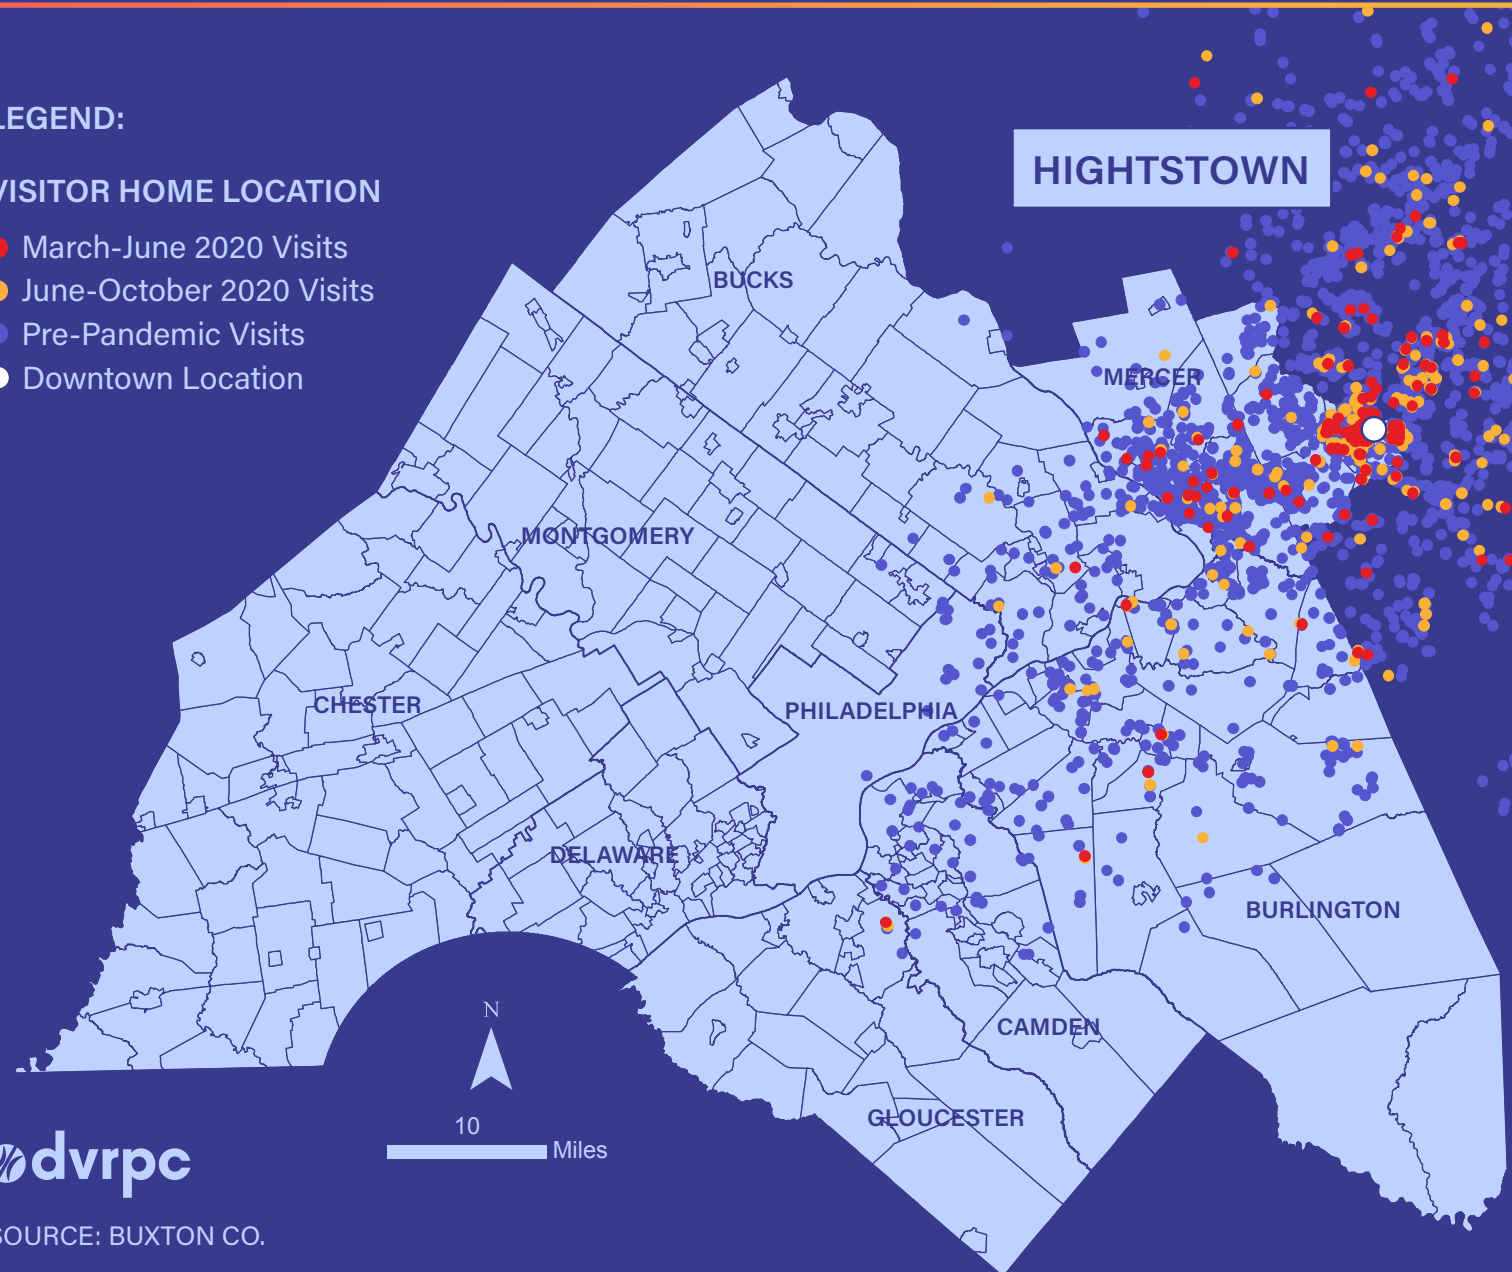 LEGEND:
VISITOR HOME LOCATION
March-June 2020 Visits
June-October 2020 Visits
Pre-Pandemic Visits
Downtown Location
HIGHTSTOWN
BUCKS
MERCER
MONTGOMERY
CHESTER
PHILADELPHIA
DELAWARE
BURLINGTON
CAMDEN
GLOUCESTER
N
10
Miles
dvrpc
SOURCE: BUXTON CO.